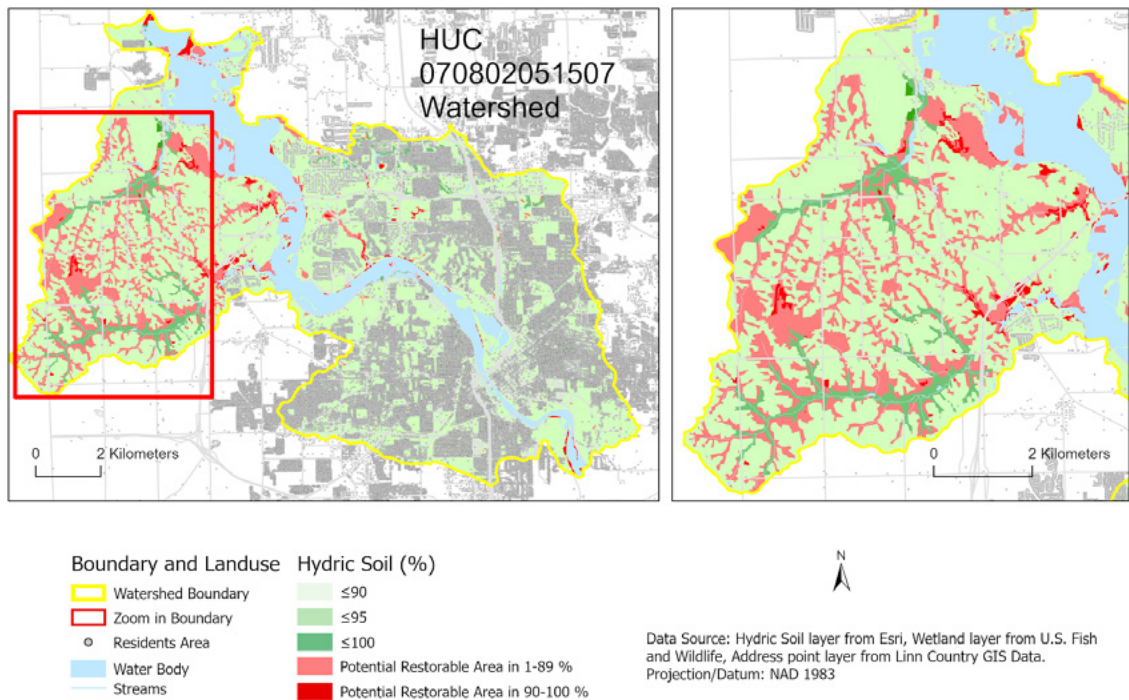 HUC
070802051507
Watershed
0 2 Kilometers
0 2 Kilometers
Boundary and Landuse
Watershed Boundary
Zoom in Boundary
Residents Area
Water Body
Streams
Hydric Soil (%)
≤90
≤95
≤100
Potential Restorable Area in 1-89 %
Potential Restorable Area in 90-100 %
N
Data Source: Hydric Soil layer from Esri, Wetland layer from U.S. Fish
and Wildlife, Address point layer from Linn Country GIS Data.
Projection/Datum: NAD 1983